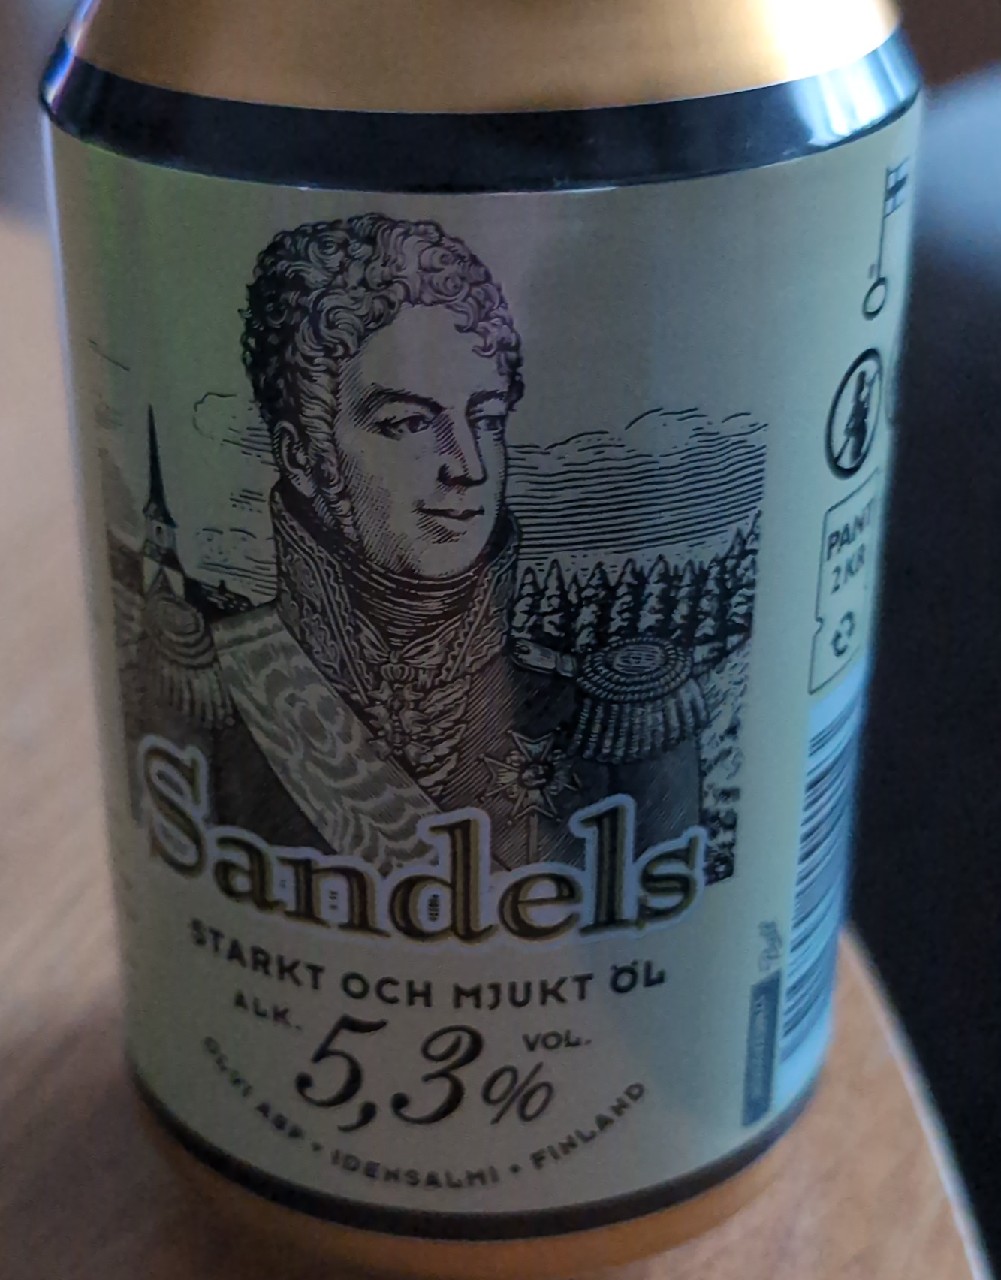 Sandels
STARKT OCH MJUKT ÖL
ALK. 5,3% VOL.
OLVI ABP • IDENSALMI • FINLAND
PANT
2 KR